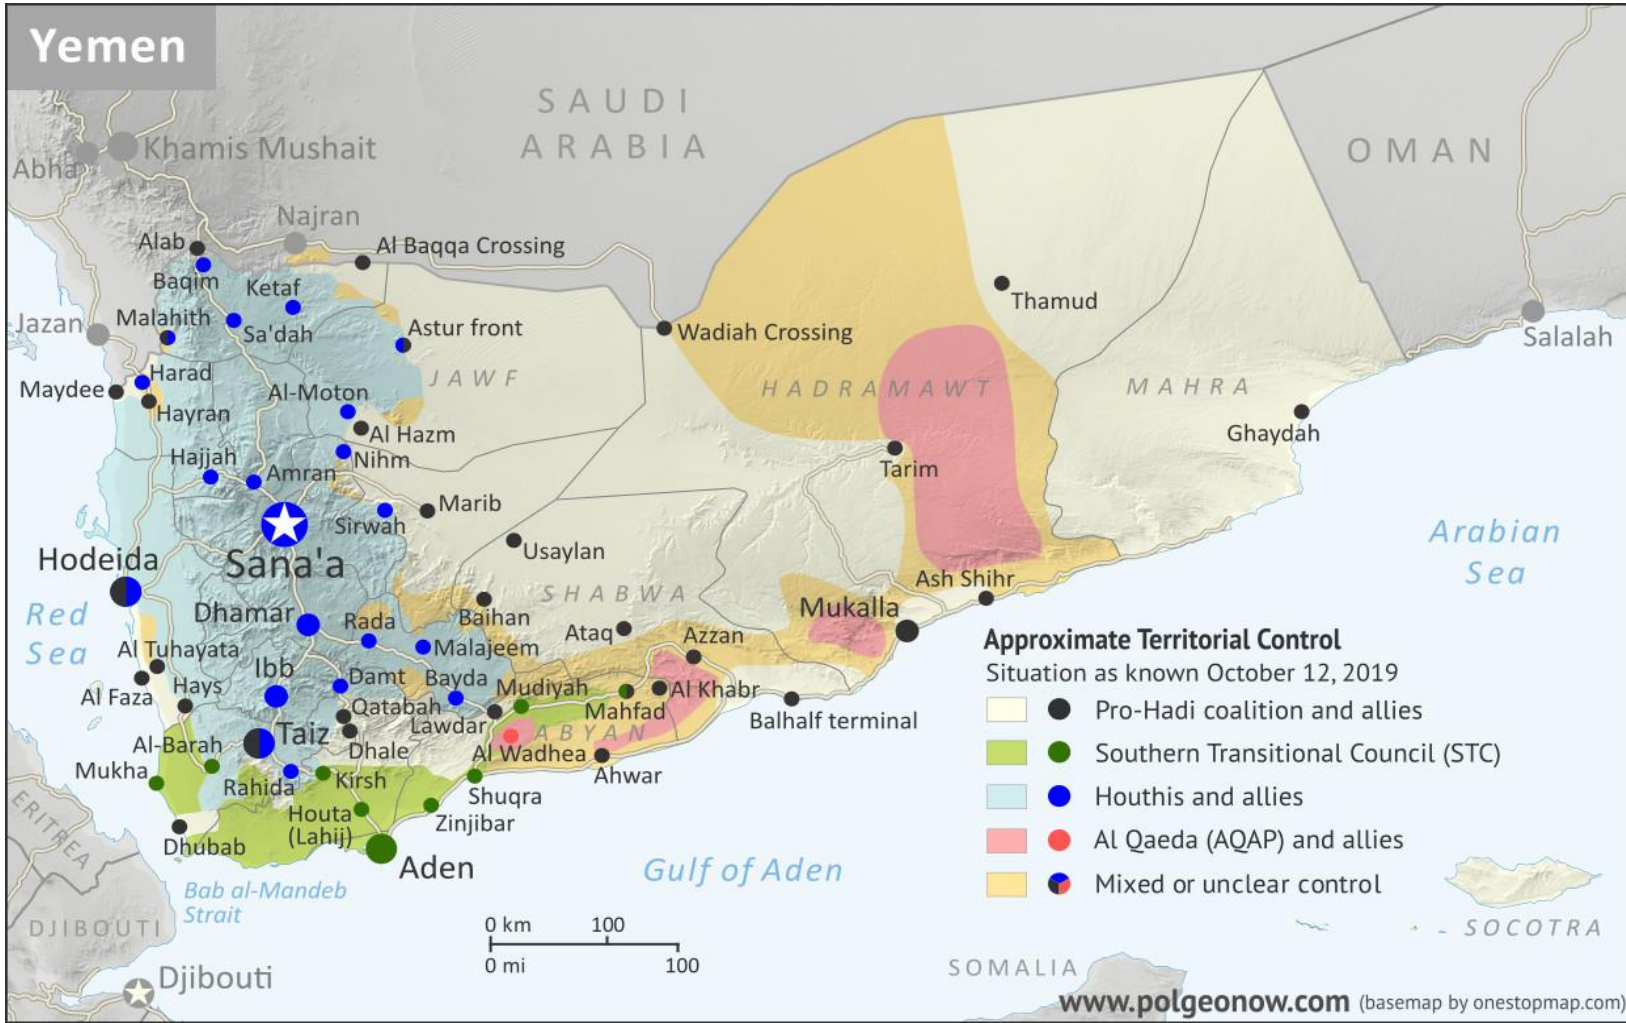 Yemen
SAUDI
ARABIA
OMAN
Khamis Mushait
Abha
Najran
Alab
Al Baqqa Crossing
Baqim
Ketaf
Thamud
Jazan
Malahith
Sa'dah
Astur front
Wadiah Crossing
Salalah
Harad
JAWF
HADRAMAWT
MAHRA
Maydee
Al-Moton
Hayran
Al Hazm
Ghaydah
Hajjah
Nihm
Tarim
Amran
Marib
Sirwah
Arabian
Sea
Hodeida
Sana'a
Usaylan
Ash Shihr
SHABWA
Red
Sea
Dhamar
Rada
Baihan
Mukalla
Ataq
Azzan
Al Tuhayata
Malajeem
Ibb
Damt
Bayda
Mudiyah
Al Khabr
Al Faza
Hays
Qatabah
Lawdar
Mahfad
Balhalf terminal
Taiz
ABYAN
Al-Barah
Dhale
Al Wadhea
Ahwar
Mukha
Rahida
Kirsh
Shuqra
Houta
(Lahij)
Zinjibar
Dhubab
Aden
Gulf of Aden
ERITREA
Bab al-Mandeb
Strait
DJIBOUTI
Djibouti
0 km 100
0 mi 100
Approximate Territorial Control
Situation as known October 12, 2019
Pro-Hadi coalition and allies
Southern Transitional Council (STC)
Houthis and allies
Al Qaeda (AQAP) and allies
Mixed or unclear control
SOCOTRA
SOMALIA
www.polgeonow.com (basemap by onestopmap.com)